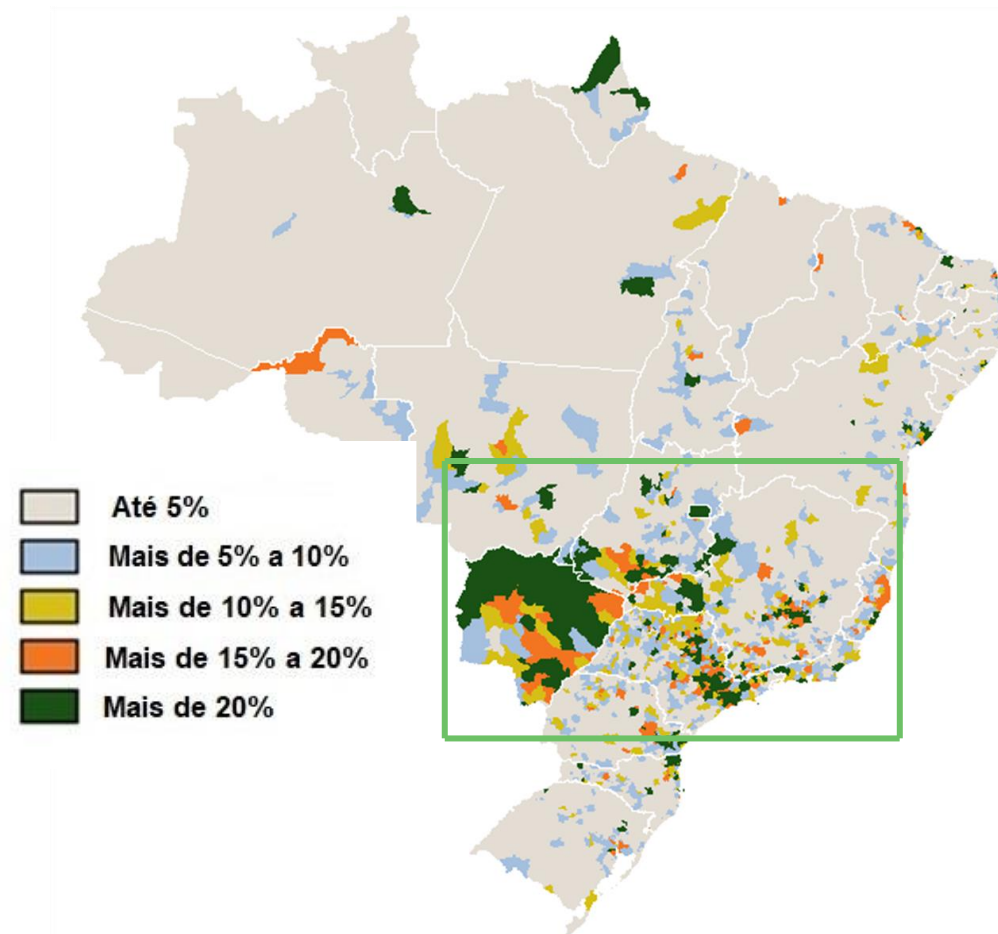 Até 5%
Mais de 5% a 10%
Mais de 10% a 15%
Mais de 15% a 20%
Mais de 20%